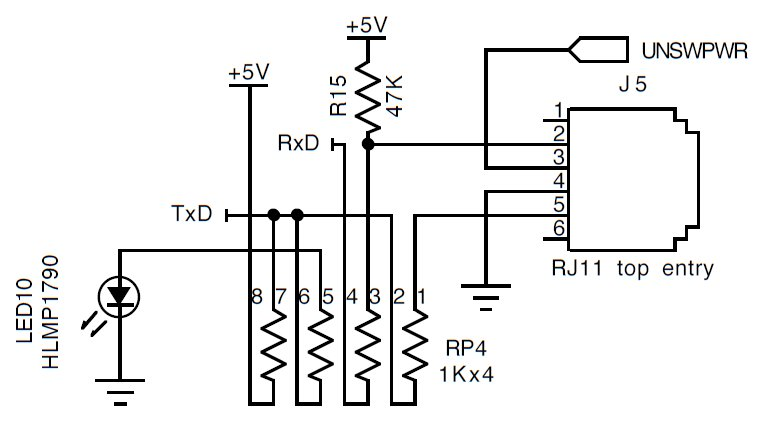 +5V
UNSWPWR
+5V
R15
47K
J5
RxD
1
2
3
4
5
6
TxD
RJ11 top entry
LED10
HLMP1790
8 7 6 5 4 3 2 1
RP4
1Kx4